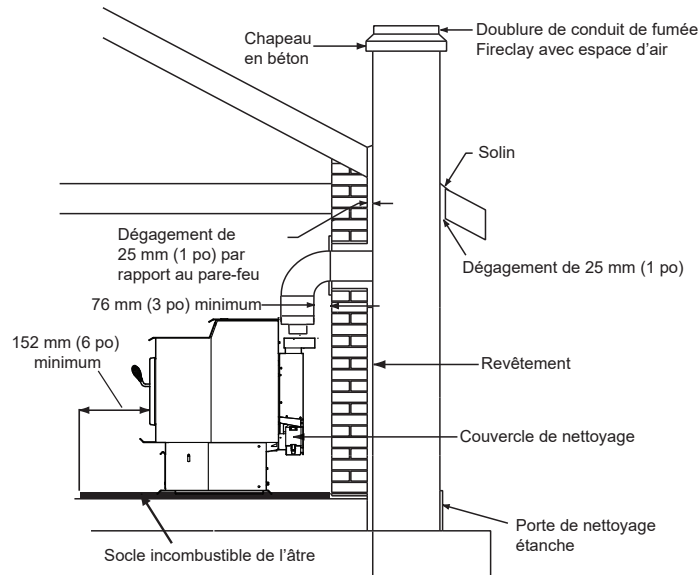 Chapeau
en béton
Doublure de conduit de fumée
Fireclay avec espace d'air
Solin
Dégagement de
25 mm (1 po) par
rapport au pare-feu
Dégagement de 25 mm (1 po)
76 mm (3 po) minimum
152 mm (6 po)
minimum
Revêtement
Couvercle de nettoyage
Porte de nettoyage
étanche
Socle incombustible de l'âtre